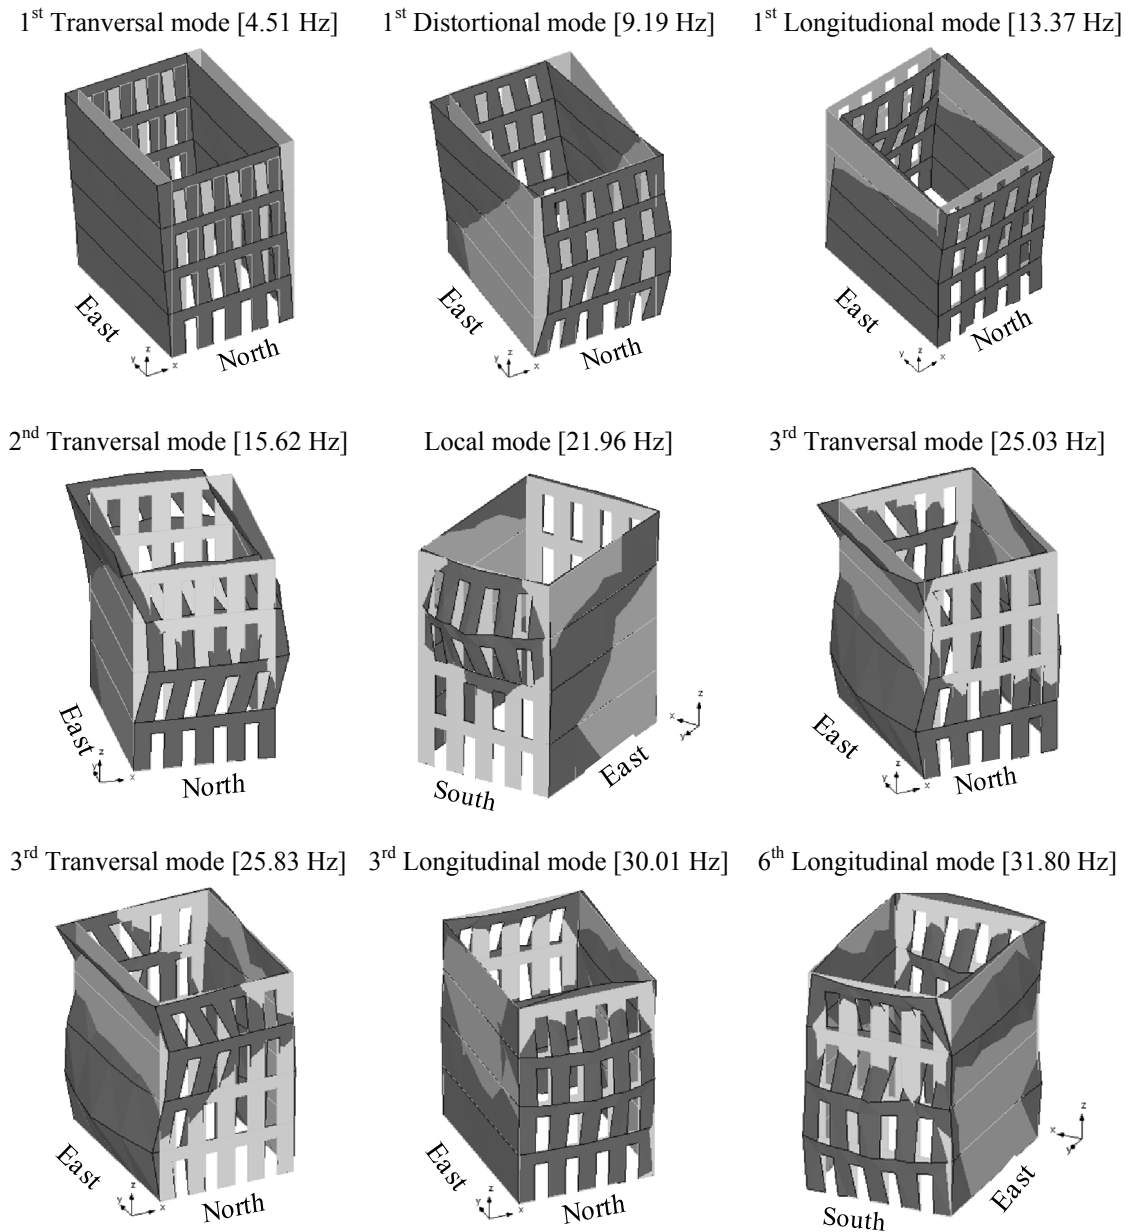 1st Tranversal mode [4.51 Hz]
1st Distortional mode [9.19 Hz]
1st Longitudional mode [13.37 Hz]
East
North
z
y
x
East
North
z
y
x
East
North
z
y
x
2nd Tranversal mode [15.62 Hz]
Local mode [21.96 Hz]
3rd Tranversal mode [25.03 Hz]
East
North
z
x
South
East
z
x
y
East
North
z
x
3rd Tranversal mode [25.83 Hz]
3rd Longitudinal mode [30.01 Hz]
6th Longitudinal mode [31.80 Hz]
East
North
z
y
x
East
North
z
y
x
South
East
z
x
y